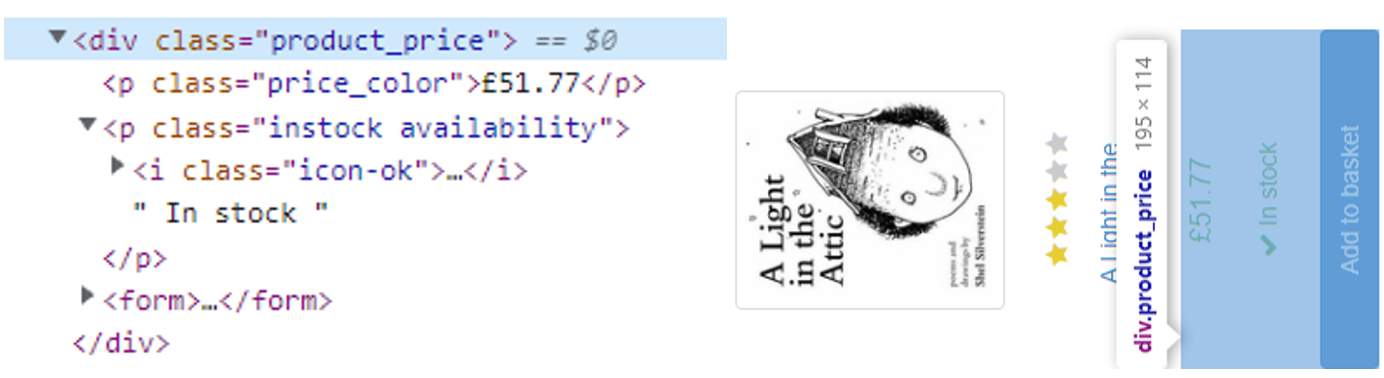 ▼<div class="product_price"> == $0
<p class="price_color">£51.77</p>
▼<p class="instock availability">
▶<i class="icon-ok">…</i>
" In stock "
</p>
▶<form>…</form>
</div>
A Light
in the
Attic
poems and
drawings by
Shel Silverstein
A Light in the
div.product_price 195 × 114
£51.77
✔ In stock
Add to basket